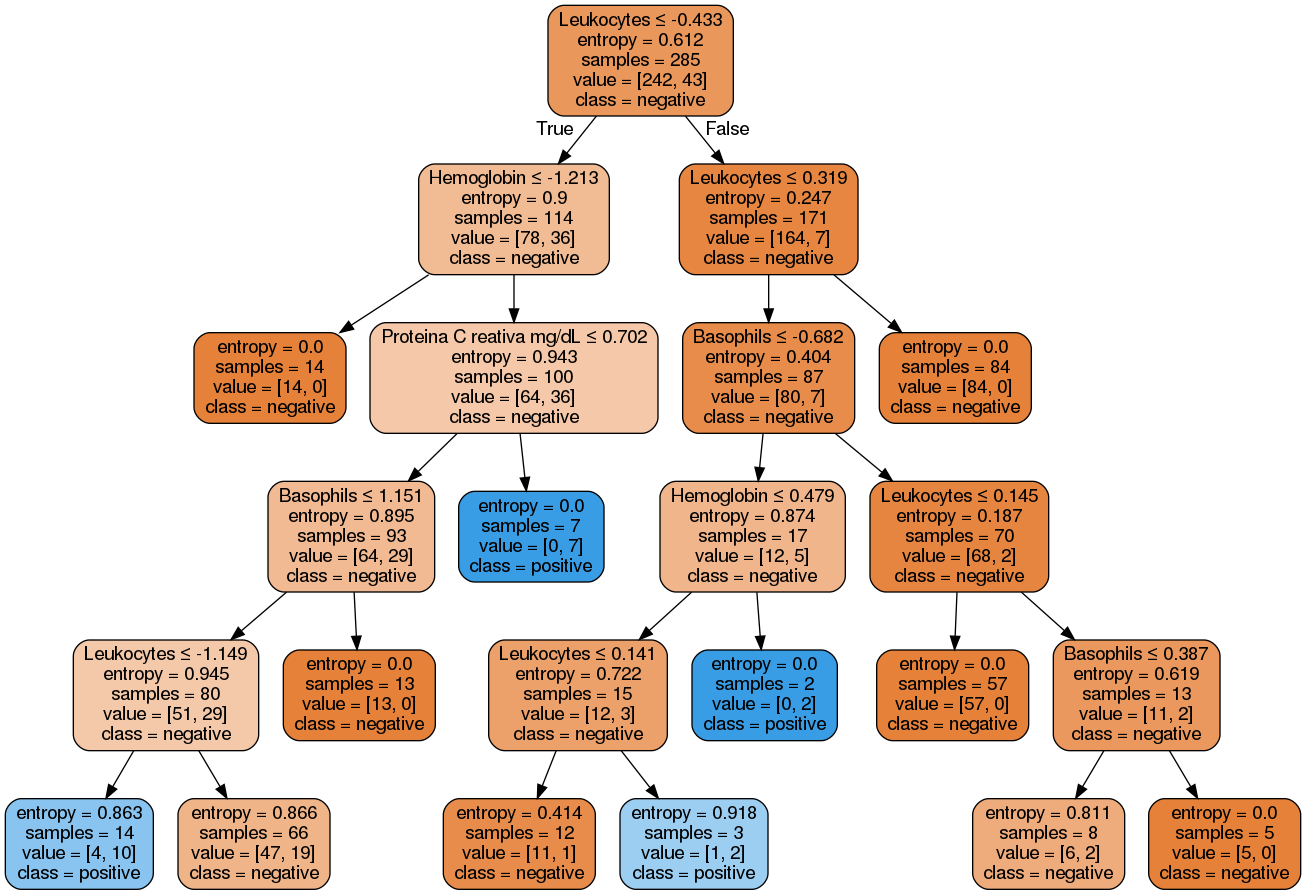 Leukocytes ≤ -0.433
entropy = 0.612
samples = 285
value = [242, 43]
class = negative
True
False
Hemoglobin ≤ -1.213
entropy = 0.9
samples = 114
value = [78, 36]
class = negative
Leukocytes ≤ 0.319
entropy = 0.247
samples = 171
value = [164, 7]
class = negative
entropy = 0.0
samples = 14
value = [14, 0]
class = negative
Proteina C reativa mg/dL ≤ 0.702
entropy = 0.943
samples = 100
value = [64, 36]
class = negative
Basophils ≤ -0.682
entropy = 0.404
samples = 87
value = [80, 7]
class = negative
entropy = 0.0
samples = 84
value = [84, 0]
class = negative
Basophils ≤ 1.151
entropy = 0.895
samples = 93
value = [64, 29]
class = negative
entropy = 0.0
samples = 7
value = [0, 7]
class = positive
Hemoglobin ≤ 0.479
entropy = 0.874
samples = 17
value = [12, 5]
class = negative
Leukocytes ≤ 0.145
entropy = 0.187
samples = 70
value = [68, 2]
class = negative
Leukocytes ≤ -1.149
entropy = 0.945
samples = 80
value = [51, 29]
class = negative
entropy = 0.0
samples = 13
value = [13, 0]
class = negative
Leukocytes ≤ 0.141
entropy = 0.722
samples = 15
value = [12, 3]
class = negative
entropy = 0.0
samples = 2
value = [0, 2]
class = positive
entropy = 0.0
samples = 57
value = [57, 0]
class = negative
Basophils ≤ 0.387
entropy = 0.619
samples = 13
value = [11, 2]
class = negative
entropy = 0.863
samples = 14
value = [4, 10]
class = positive
entropy = 0.866
samples = 66
value = [47, 19]
class = negative
entropy = 0.414
samples = 12
value = [11, 1]
class = negative
entropy = 0.918
samples = 3
value = [1, 2]
class = positive
entropy = 0.811
samples = 8
value = [6, 2]
class = negative
entropy = 0.0
samples = 5
value = [5, 0]
class = negative